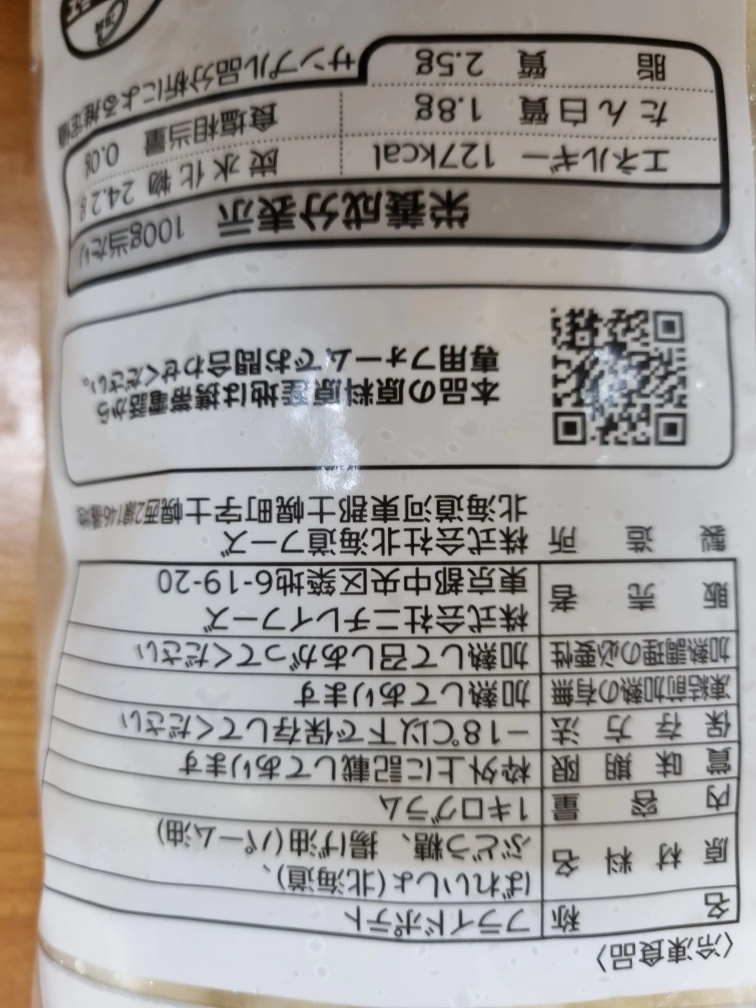 〈冷凍食品〉
名称 フライドポテト
原材料名 ばれいしょ(北海道)、
ぶどう糖、揚げ油(パーム油)
内容量 1キログラム
賞味期限 枠外上に記載してあります
保存方法 −18℃以下で保存してください
凍結前加熱の有無 加熱してあります
加熱調理の必要性 加熱して召しあがってください
販売者 株式会社ニチレイフーズ
東京都中央区築地6-19-20
製造所 株式会社北海道フーズ
北海道河東郡士幌町字士幌西2線146番地
本品の原料原産地は携帯電話から
専用フォームでお問合わせください。
栄養成分表示 100g当たり
エネルギー 127kcal 炭水化物 24.2g
たん白質 1.8g 食塩相当量 0.0g
脂質 2.5g サンプル品分析による推定値